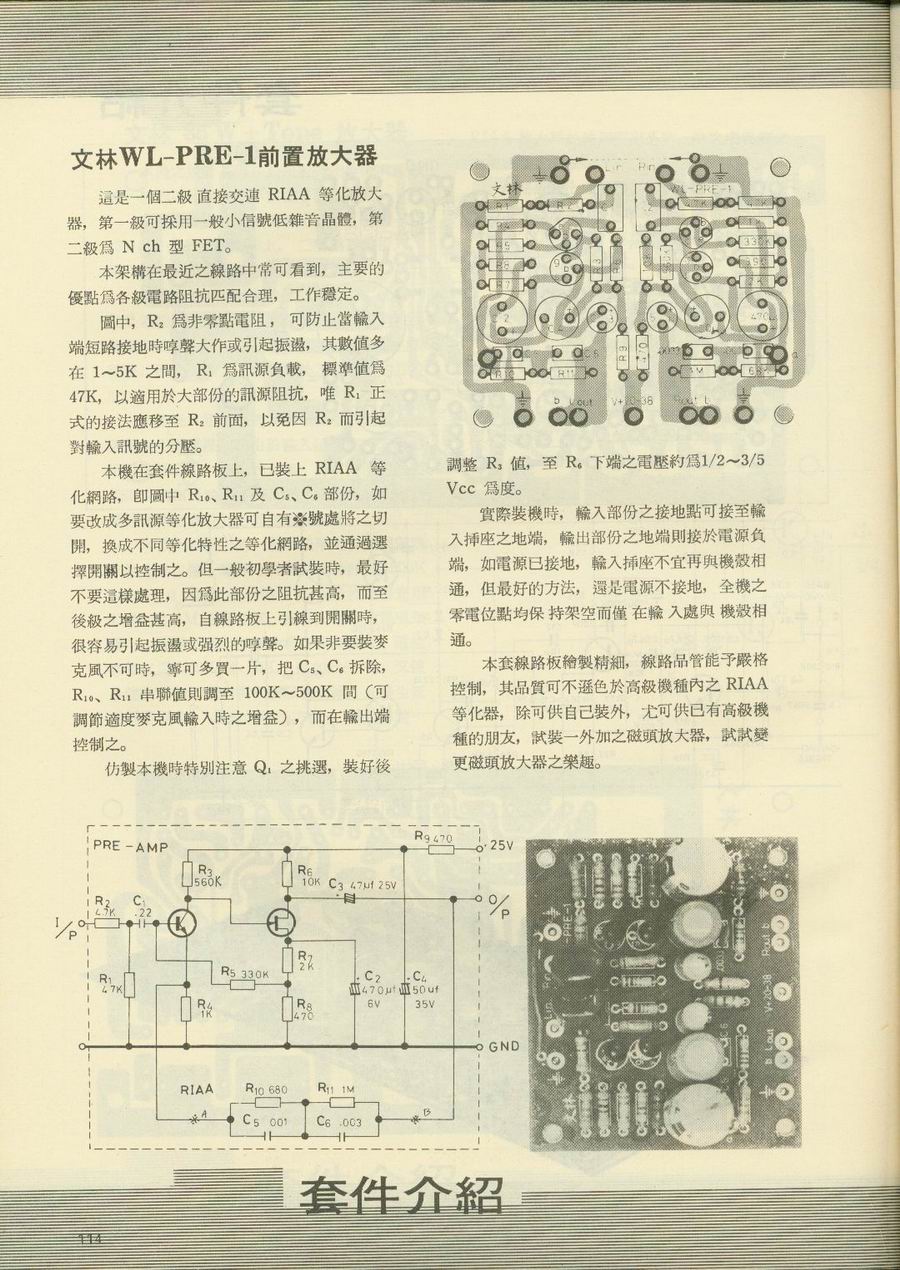 文林WL-PRE-1前置放大器
這是一個二級直接交連 RIAA 等化放大
器，第一級可採用一般小信號低雜音晶體，第
二級爲 N ch 型 FET。
本架構在最近之線路中常可看到，主要的
優點爲各級電路阻抗匹配合理，工作穩定。
圖中，R₂ 爲非零點電阻，可防止當輸入
端短路接地時哼聲大作或引起振盪，其數值多
在 1～5K 之間，R₁ 爲訊源負載，標準值爲
47K，以適用於大部份的訊源阻抗，唯 R₁ 正
式的接法應移至 R₂ 前面，以免因 R₂ 而引起
對輸入訊號的分壓。
本機在套件線路板上，已裝上 RIAA 等
化網路，卽圖中 R₁₀、R₁₁ 及 C₅、C₆ 部份，如
要改成多訊源等化放大器可自有※號處將之切
開，換成不同等化特性之等化網路，並通過選
擇開關以控制之。但一般初學者試裝時，最好
不要這樣處理，因爲此部份之阻抗甚高，而至
後級之增益甚高，自線路板上引線到開關時，
很容易引起振盪或强烈的哼聲。如果非要裝麥
克風不可時，寧可多買一片，把 C₅、C₆ 拆除，
R₁₀、R₁₁ 串聯值則調至 100K～500K 間（可
調節適度麥克風輸入時之增益），而在輸出端
控制之。
仿製本機時特別注意 Q₁ 之挑選，裝好後
文林
WL-PRE-1
Lin Rin
R11
b Lout V+20-38 Rout b
調整 R₃ 值，至 R₆ 下端之電壓約爲1/2～3/5
Vcc 爲度。
實際裝機時，輸入部份之接地點可接至輸
入挿座之地端，輸出部份之地端則接於電源負
端，如電源已接地，輸入挿座不宜再與機殼相
通，但最好的方法，還是電源不接地，全機之
零電位點均保持架空而僅在輸入處與機殼相
通。
本套線路板繪製精細，線路品管能予嚴格
控制，其品質可不遜色於高級機種內之 RIAA
等化器，除可供自己裝外，尤可供已有高級機
種的朋友，試裝一外加之磁頭放大器，試試變
更磁頭放大器之樂趣。
PRE-AMP
R₉ 470
25V
R₃ 560K
R₆ 10K
C₃ 47μf 25V
O/P
R₂ 4.7K
C₁ .22
I/P
R₇ 2K
R₁ 47K
R₅ 330K
R₄ 1K
R₈ 470
C₂ 470μf 6V
C₄ 50uf 35V
GND
RIAA
R₁₀ 680
R₁₁ 1M
A
B
C₅ 001
C₆ .003
-PRE-1
Lin
Rout b
V+20-38
b Lout
文林
套件介紹
114